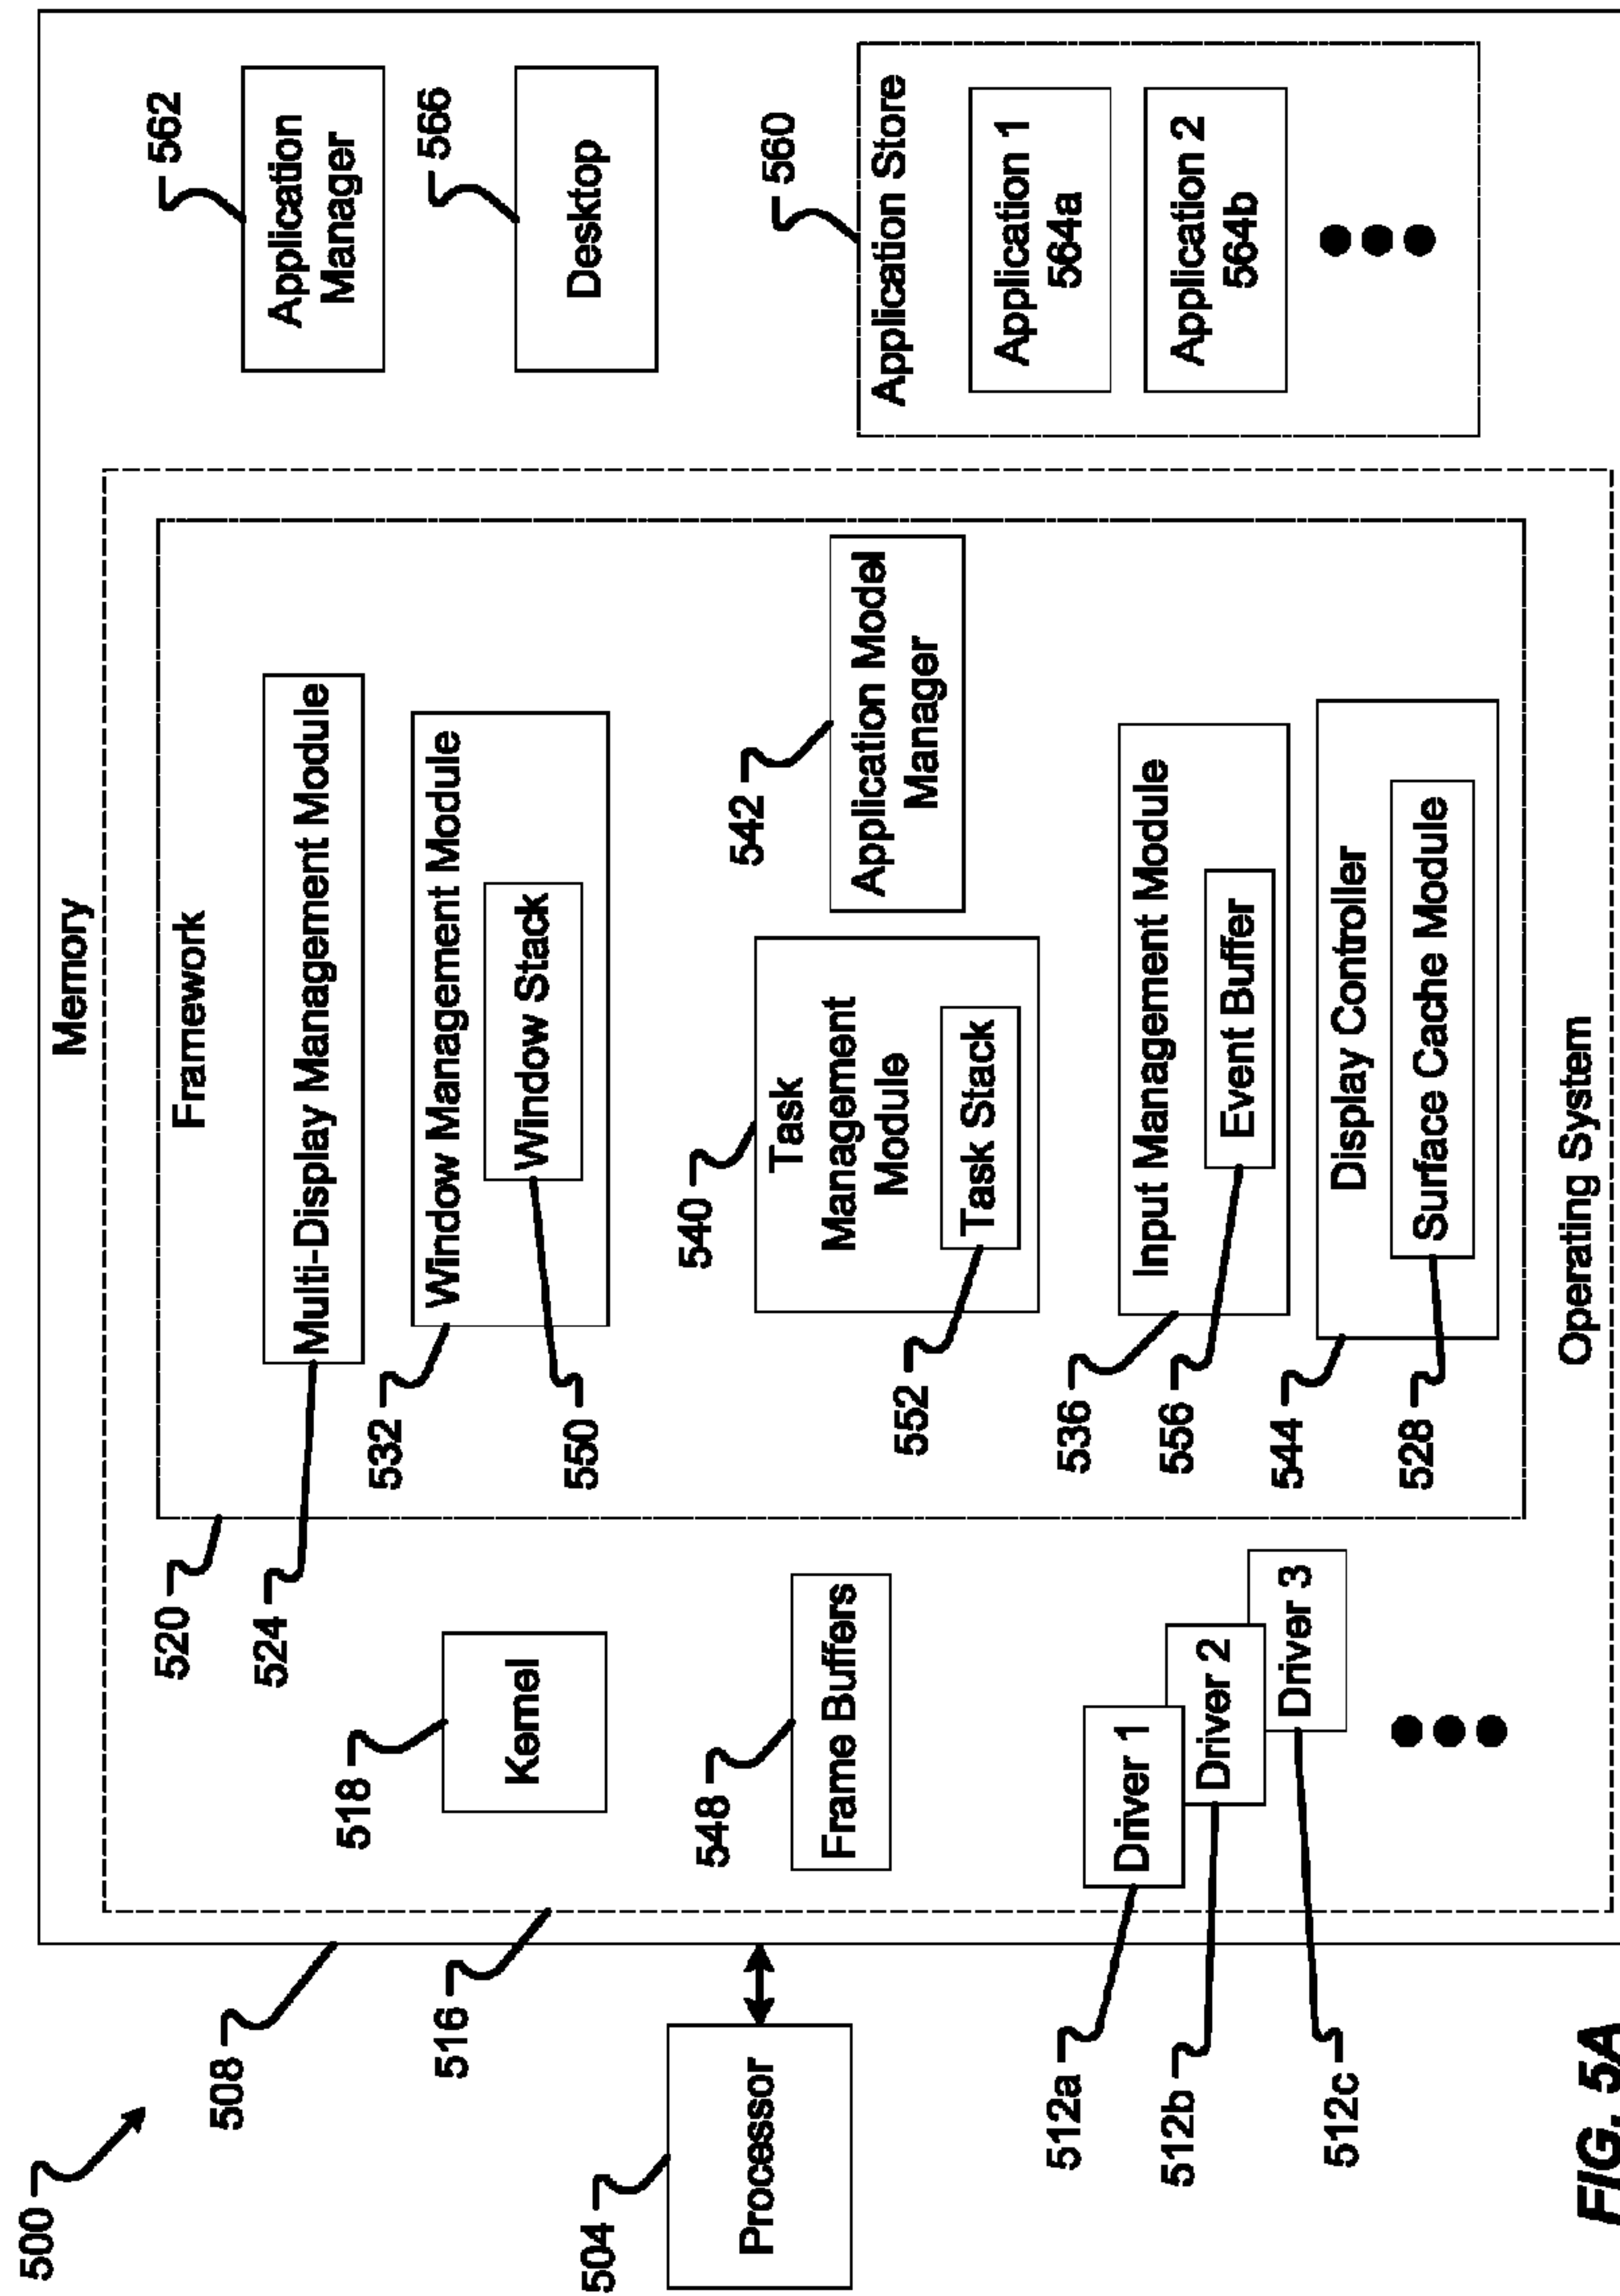 500
508
516
504
Processor
Memory
Operating System
518
Kernel
548
Frame Buffers
512a
Driver 1
512b
Driver 2
512c
Driver 3
520
Framework
524
Multi-Display Management Module
532
Window Management Module
550
Window Stack
540
Task
Management
Module
552
Task Stack
542
Application Model
Manager
536
Input Management Module
556
Event Buffer
544
Display Controller
528
Surface Cache Module
562
Application
Manager
566
Desktop
560
Application Store
Application 1
564a
Application 2
564b
FIG. 5A